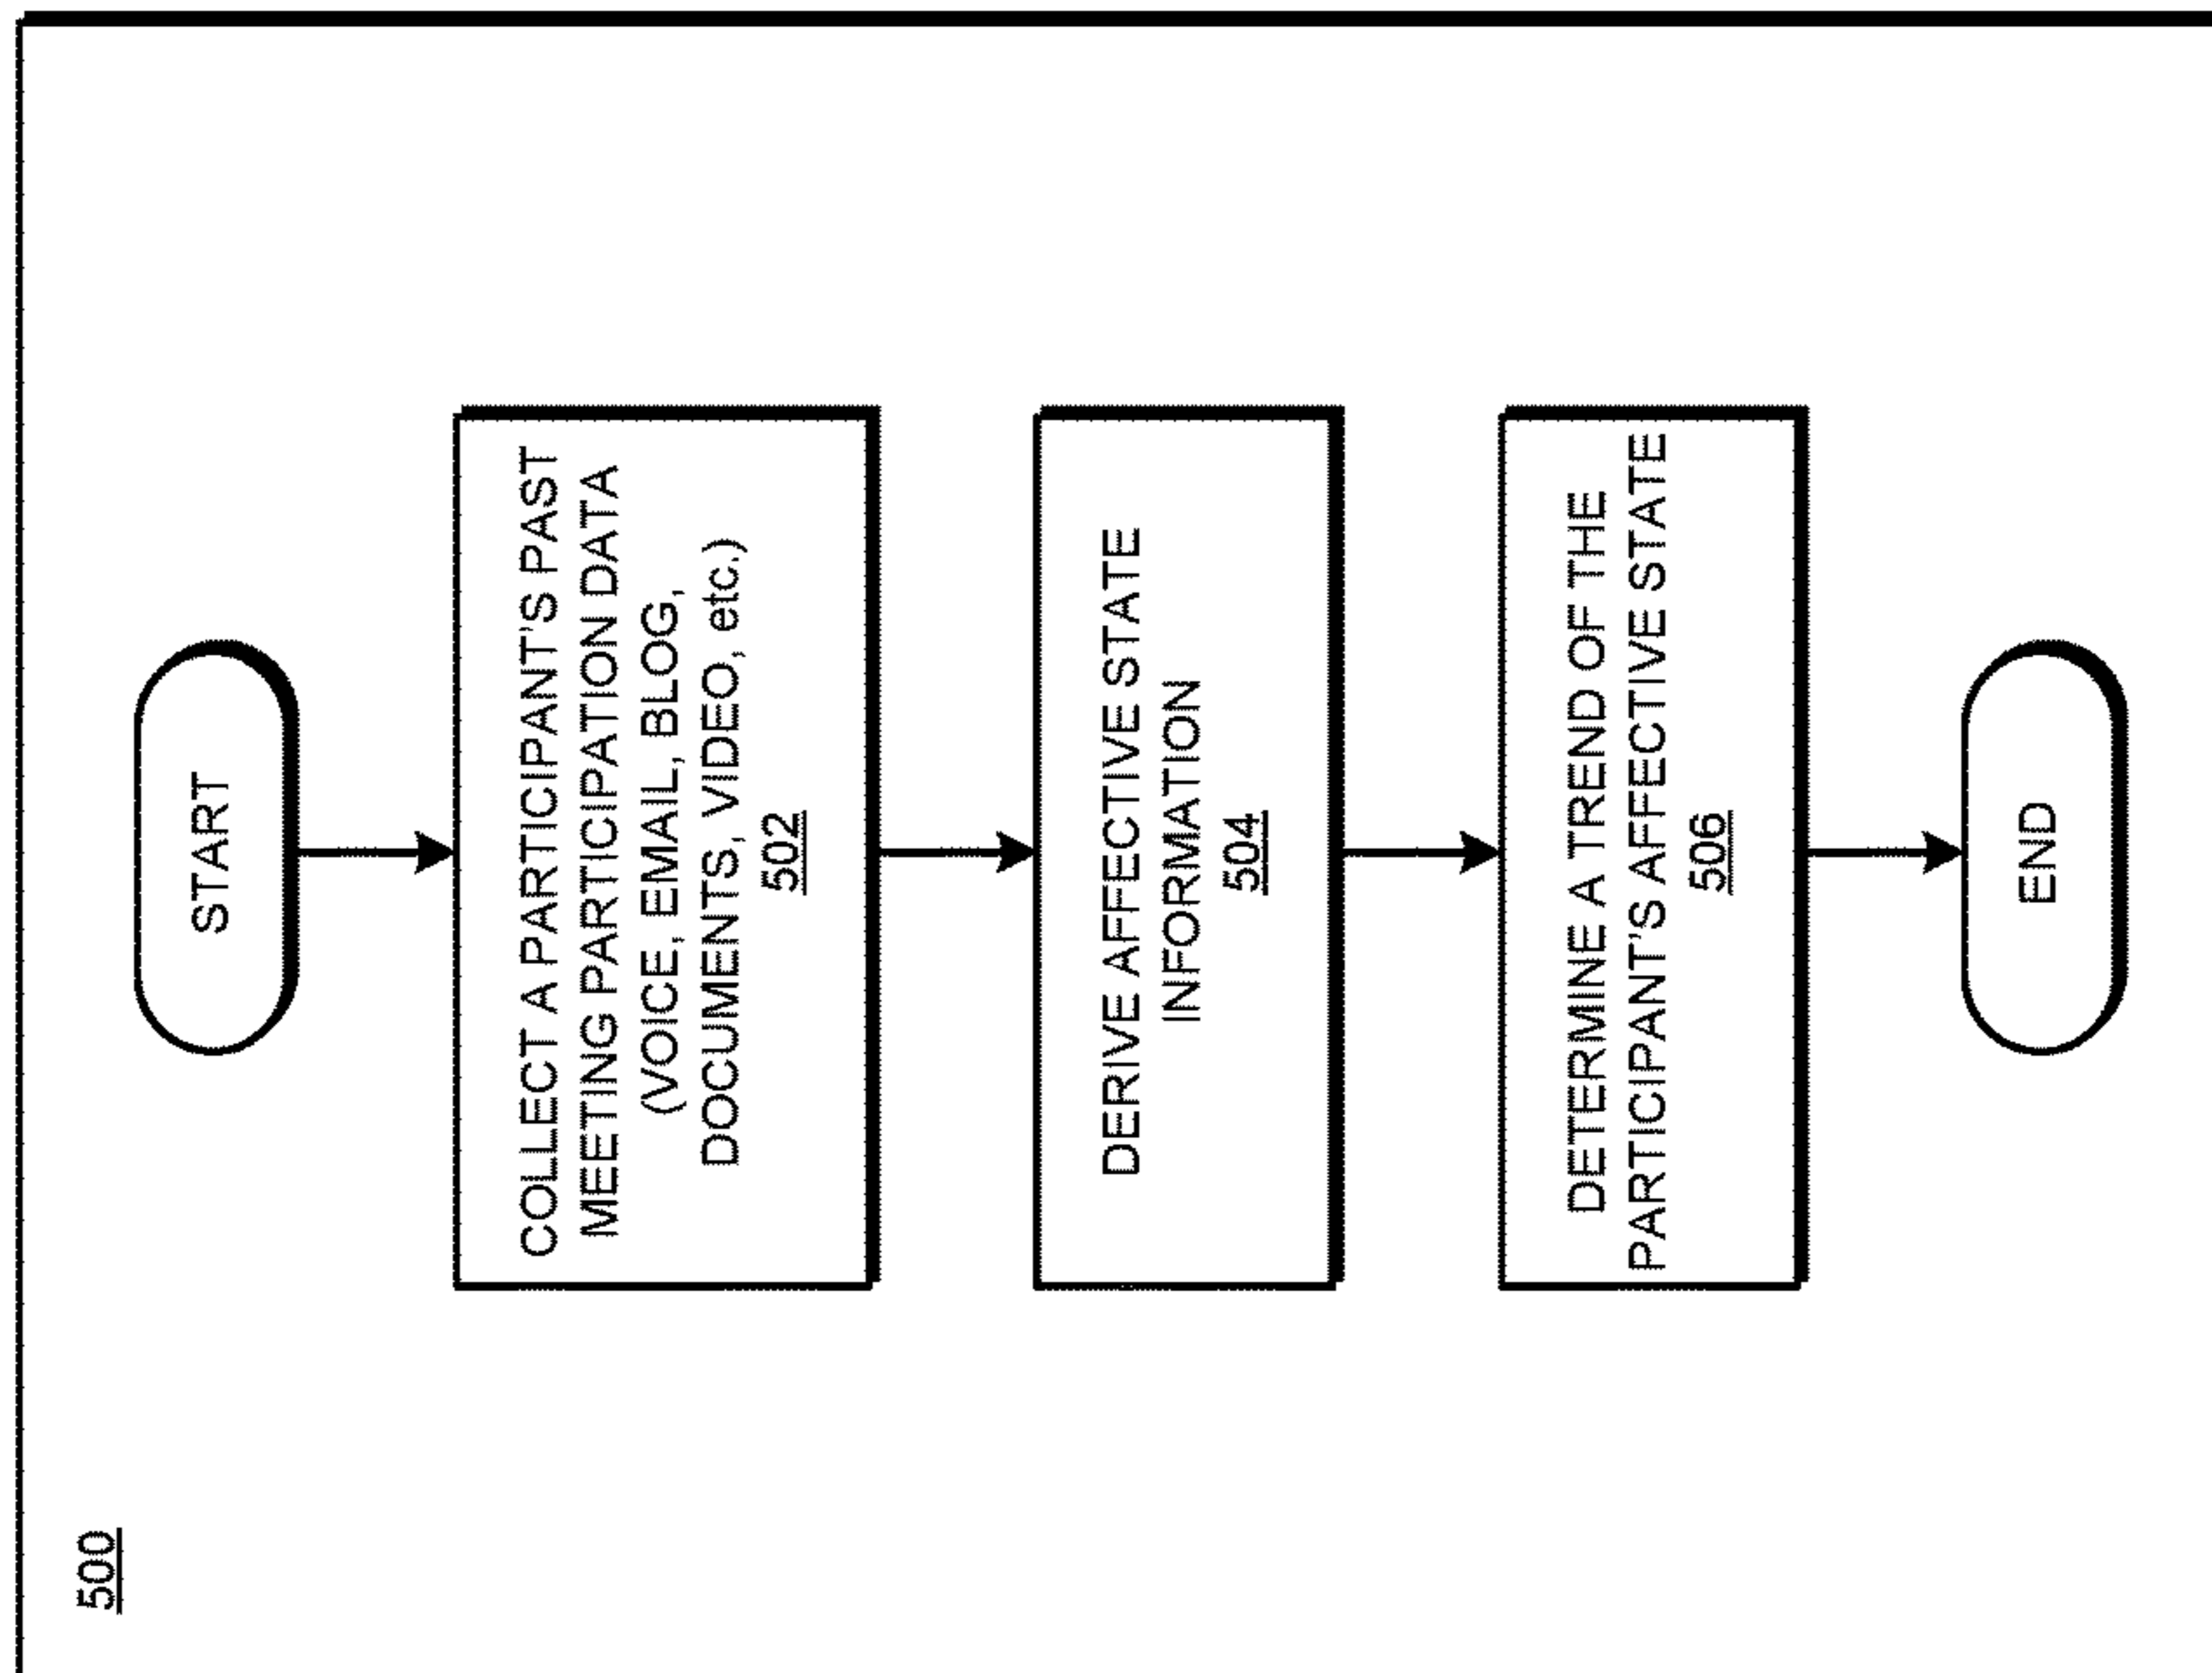 500
START
COLLECT A PARTICIPANT'S PAST
MEETING PARTICIPATION DATA
(VOICE, EMAIL, BLOG,
DOCUMENTS, VIDEO, etc.)
502
DERIVE AFFECTIVE STATE
INFORMATION
504
DETERMINE A TREND OF THE
PARTICIPANT'S AFFECTIVE STATE
506
END